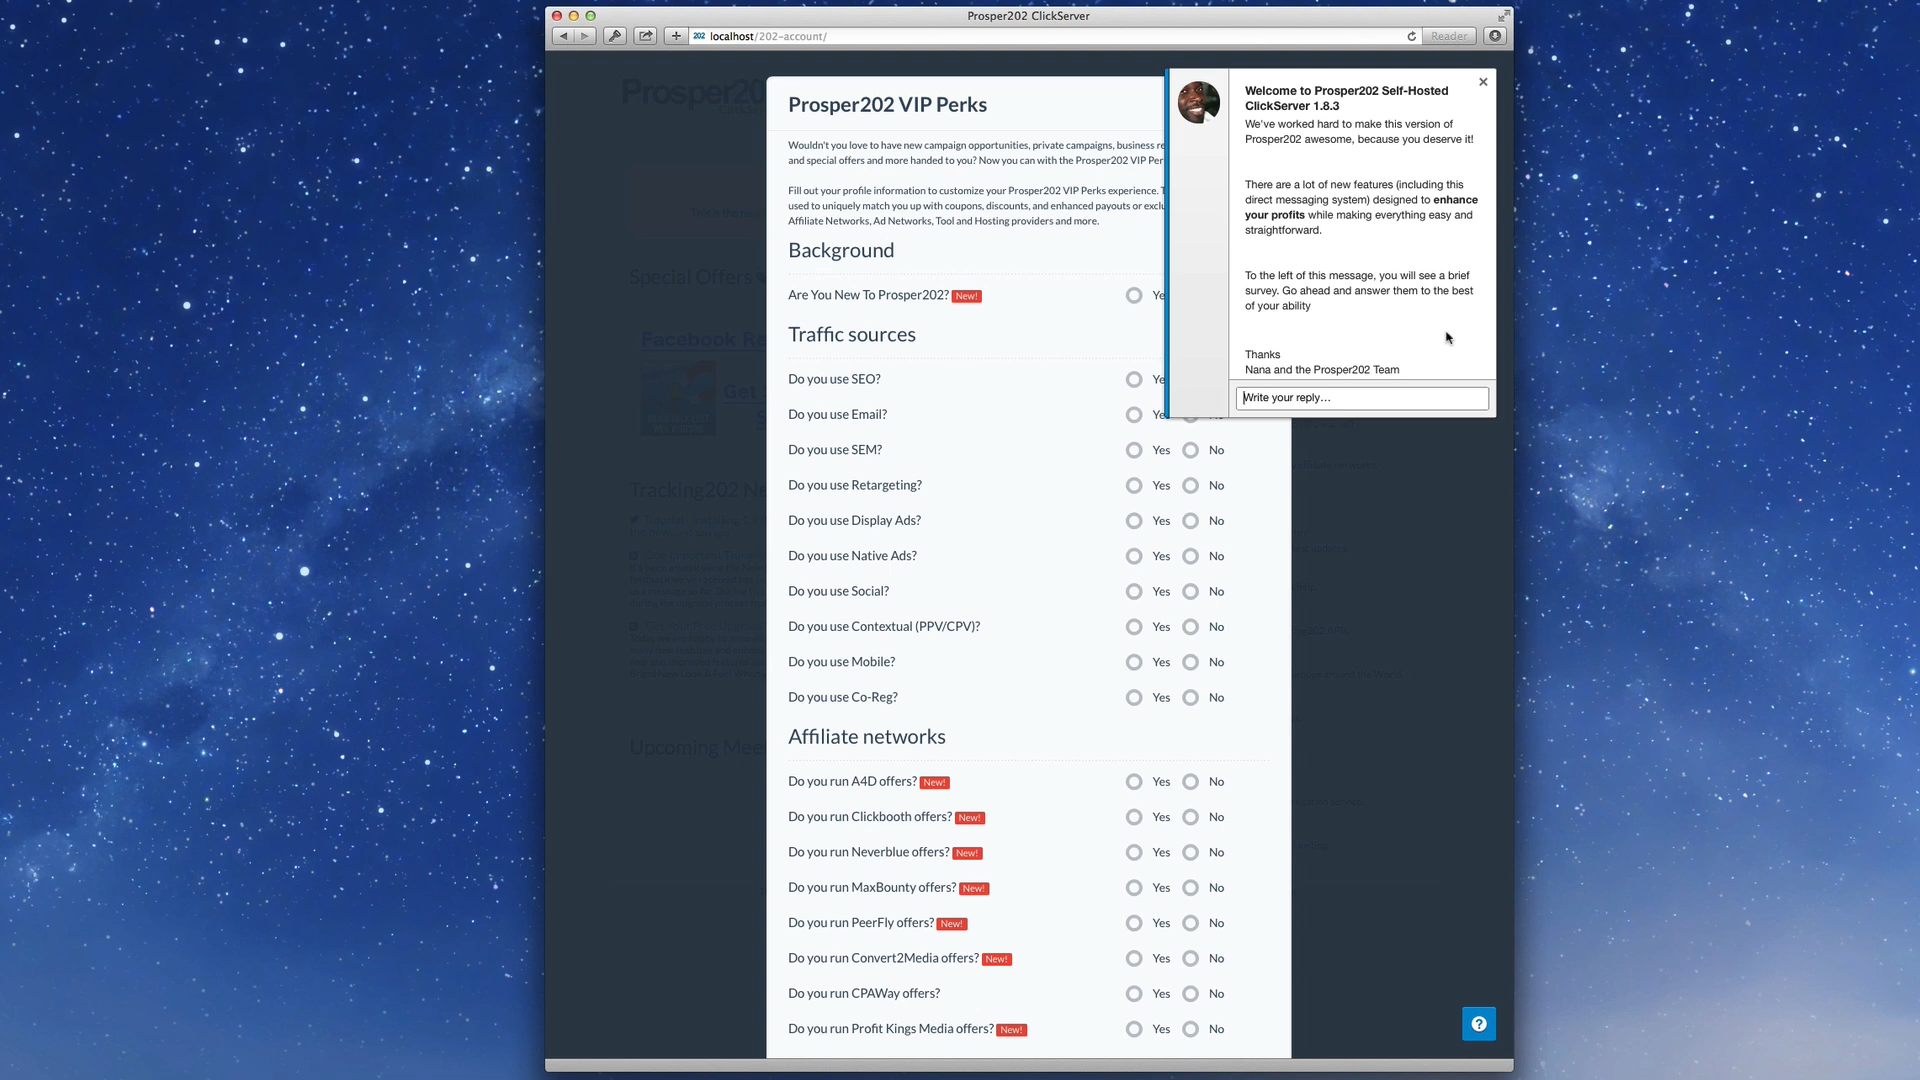 Prosper202 ClickServer
202 localhost/202-account/
Reader
Prosper20
Prosper202 VIP Perks
Wouldn't you love to have new campaign opportunities, private campaigns, business re
and special offers and more handed to you? Now you can with the Prosper202 VIP Per
Fill out your profile information to customize your Prosper202 VIP Perks experience. T
used to uniquely match you up with coupons, discounts, and enhanced payouts or exclu
Affiliate Networks, Ad Networks, Tool and Hosting providers and more.
Background
Are You New To Prosper202? New!
Ye
Traffic sources
Do you use SEO?
Ye
Do you use Email?
Ye
Do you use SEM? Yes No
Do you use Retargeting? Yes No
Do you use Display Ads? Yes No
Do you use Native Ads? Yes No
Do you use Social? Yes No
Do you use Contextual (PPV/CPV)? Yes No
Do you use Mobile? Yes No
Do you use Co-Reg? Yes No
Affiliate networks
Do you run A4D offers? New! Yes No
Do you run Clickbooth offers? New! Yes No
Do you run Neverblue offers? New! Yes No
Do you run MaxBounty offers? New! Yes No
Do you run PeerFly offers? New! Yes No
Do you run Convert2Media offers? New! Yes No
Do you run CPAWay offers? Yes No
Do you run Profit Kings Media offers? New! Yes No
Welcome to Prosper202 Self-Hosted
ClickServer 1.8.3
We've worked hard to make this version of
Prosper202 awesome, because you deserve it!
There are a lot of new features (including this
direct messaging system) designed to enhance
your profits while making everything easy and
straightforward.
To the left of this message, you will see a brief
survey. Go ahead and answer them to the best
of your ability
Thanks
Nana and the Prosper202 Team
Write your reply…
Special Offers
Facebook Re
Get
Tracking202 Ne
Upcoming Mee